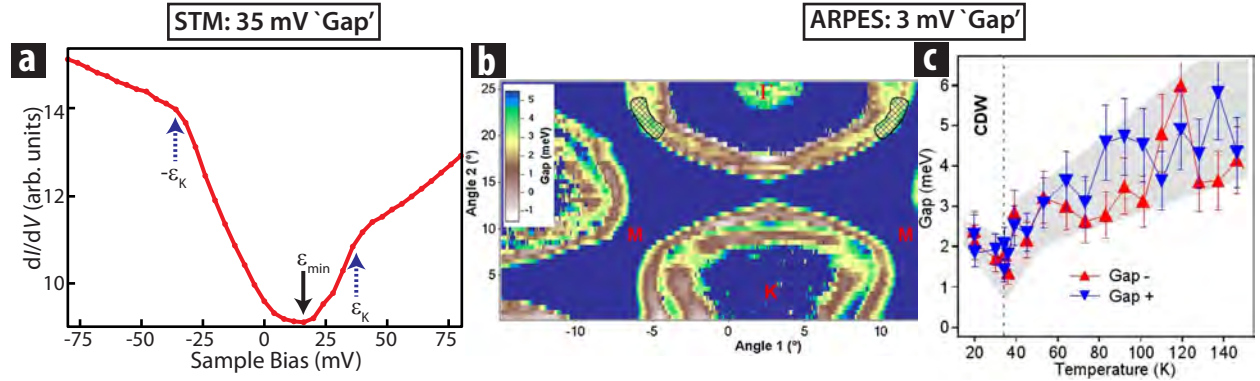 STM: 35 mV `Gap'
ARPES: 3 mV `Gap'
a
14
12
10
dI/dV (arb. units)
-εK
εmin
εK
-75
-50
-25
0
25
50
75
Sample Bias (mV)
b
25
20
15
10
5
Angle 2 (º)
5
4
3
2
1
0
-1
Gap (meV)
Γ
M
M
K
-10
-5
0
5
10
Angle 1 (º)
c
6
5
4
3
2
1
0
Gap (meV)
CDW
Gap -
Gap +
20
40
60
80
100
120
140
Temperature (K)